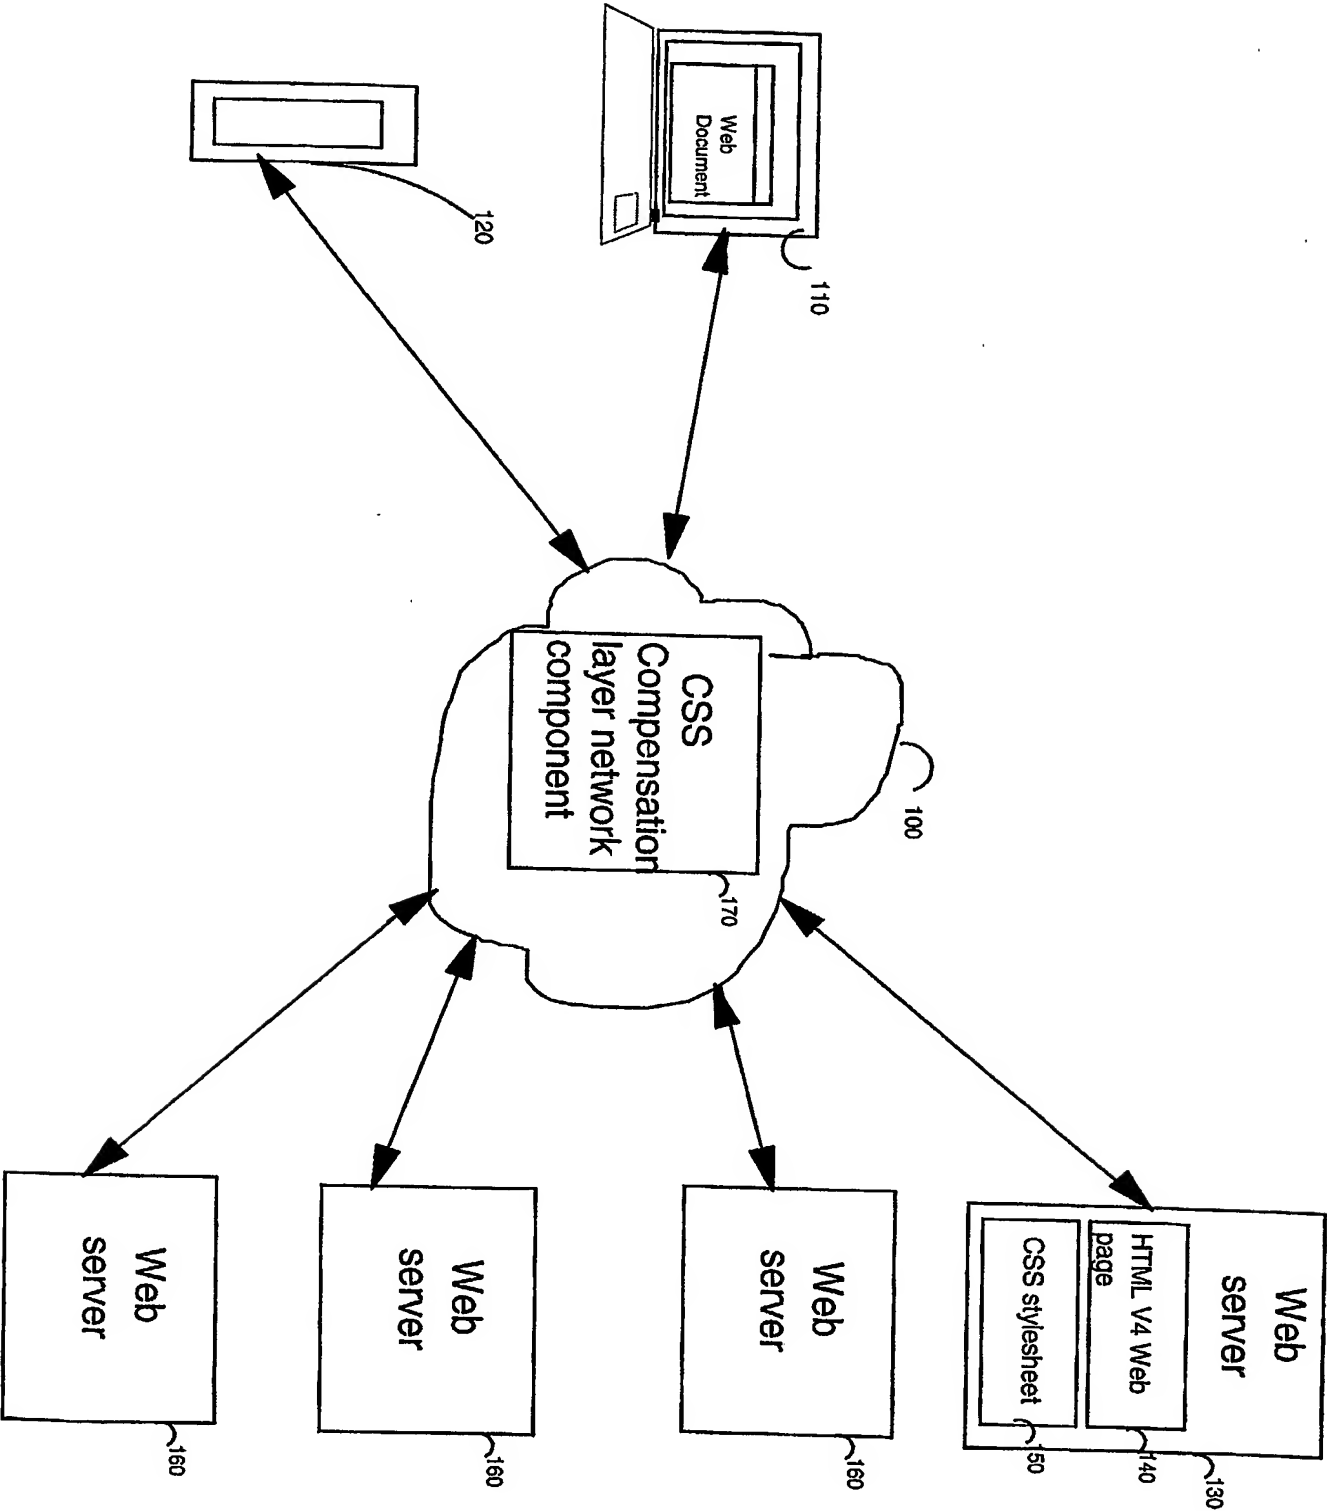 Web
Document
110
120
CSS
Compensation
layer network
component
100
170
Web
server
HTML V4 Web
page
CSS stylesheet
150
140
130
Web
server
160
Web
server
160
Web
server
160